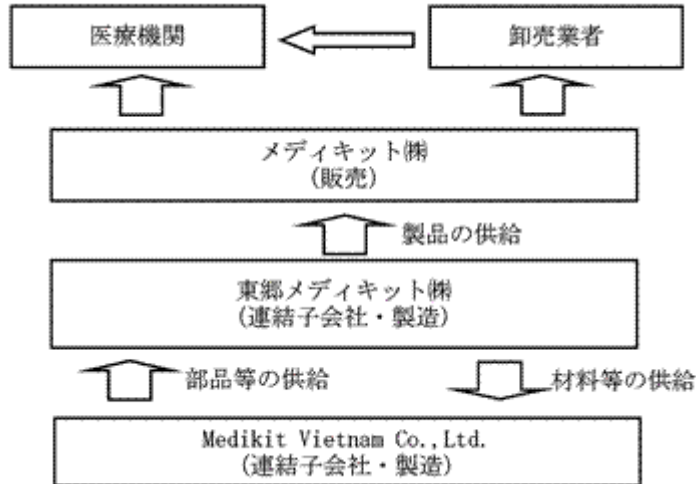 医療機関
卸売業者
メディキット㈱
(販売)
製品の供給
東郷メディキット㈱
(連結子会社・製造)
部品等の供給
材料等の供給
Medikit Vietnam Co.,Ltd.
(連結子会社・製造)